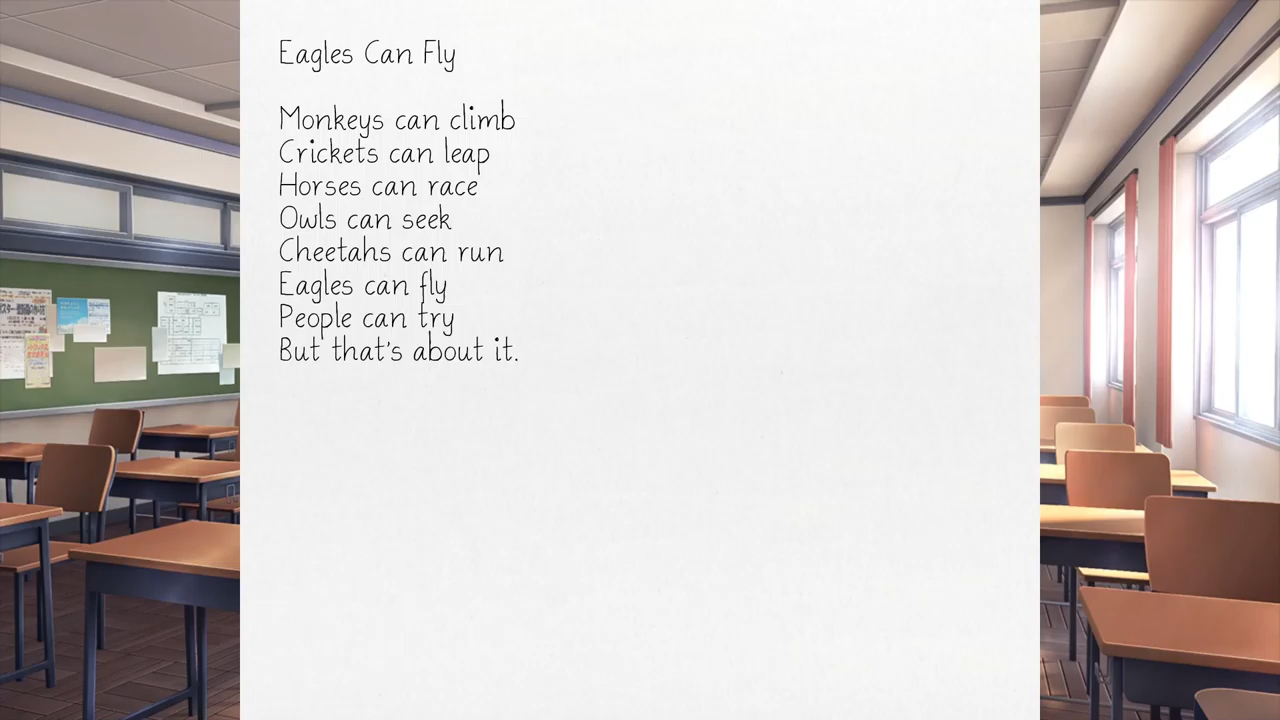 Eagles Can Fly
Monkeys can climb
Crickets can leap
Horses can race
Owls can seek
Cheetahs can run
Eagles can fly
People can try
But that's about it.